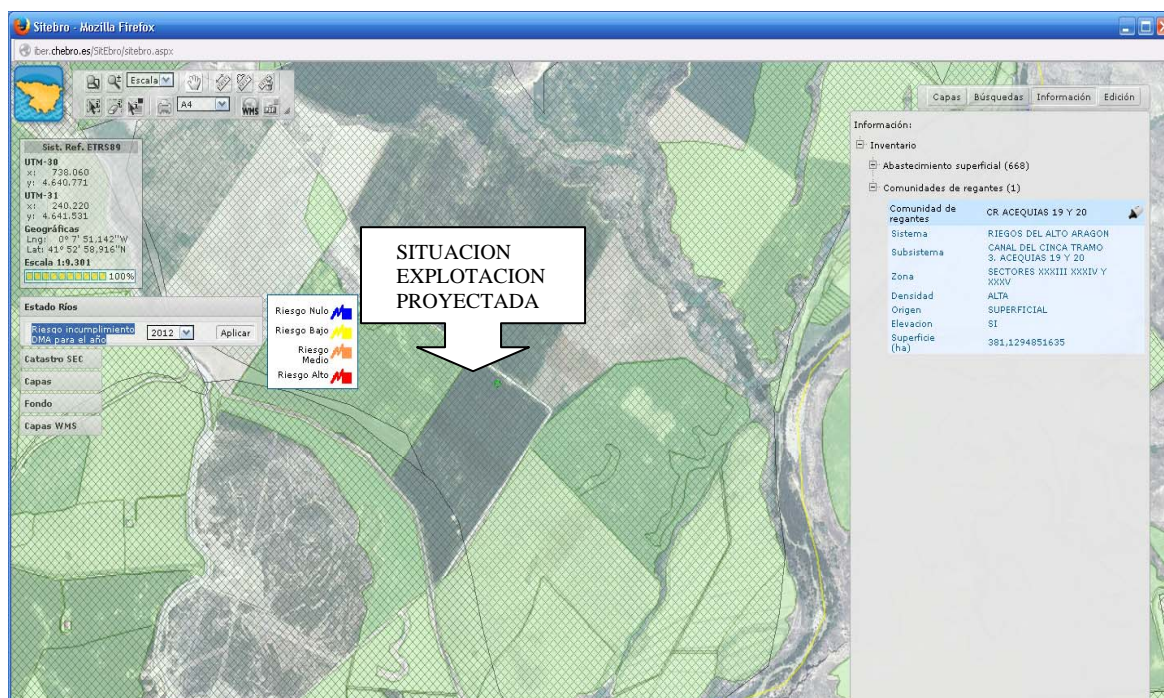 Sitebro - Mozilla Firefox
iber.chebro.es/SitEbro/sitebro.aspx
Escala
A4
WMS
Capas
Búsquedas
Información
Edición
Sist. Ref. ETRS89
UTM-30
x: 738.060
y: 4.640.771
UTM-31
x: 240.220
y: 4.641.531
Geográficas
Lng: 0º 7' 51,142"W
Lat: 41º 52' 58,916"N
Escala 1:9.301
100%
Estado Ríos
Riesgo incumplimiento
DMA para el año
2012
Aplicar
Catastro SEC
Capas
Fondo
Capas WMS
Riesgo Nulo
Riesgo Bajo
Riesgo
Medio
Riesgo Alto
SITUACION
EXPLOTACION
PROYECTADA
Información:
Inventario
Abastecimiento superficial (668)
Comunidades de regantes (1)
Comunidad de
regantes
CR ACEQUIAS 19 Y 20
Sistema
RIEGOS DEL ALTO ARAGON
Subsistema
CANAL DEL CINCA TRAMO
3. ACEQUIAS 19 Y 20
Zona
SECTORES XXXIII XXXIV Y
XXXV
Densidad
ALTA
Origen
SUPERFICIAL
Elevacion
SI
Superficie
(ha)
381,1294851635